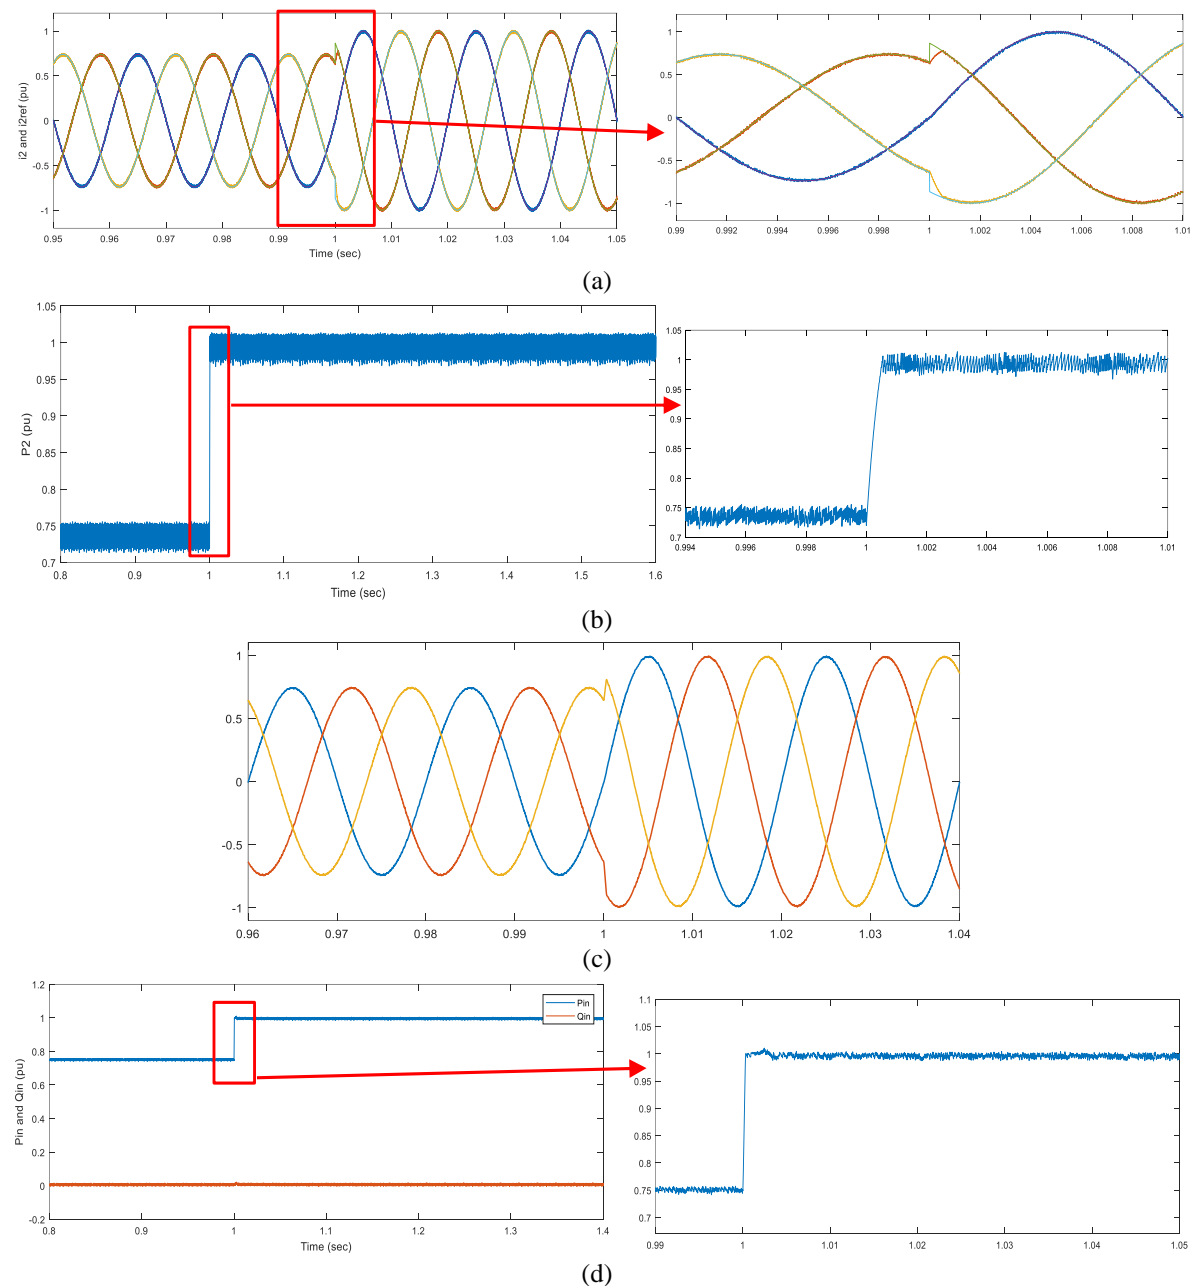 1
0.5
0
-0.5
-1
i2 and i2ref (pu)
0.95 0.96 0.97 0.98 0.99 1 1.01 1.02 1.03 1.04 1.05
Time (sec)
1
0.5
0
-0.5
-1
0.99 0.992 0.994 0.996 0.998 1 1.002 1.004 1.006 1.008 1.01
(a)
1.05
1
0.95
0.9
0.85
0.8
0.75
0.7
P2 (pu)
0.8 0.9 1 1.1 1.2 1.3 1.4 1.5 1.6
Time (sec)
1.05
1
0.95
0.9
0.85
0.8
0.75
0.7
0.994 0.996 0.998 1 1.002 1.004 1.006 1.008 1.01
(b)
1
0.5
0
-0.5
-1
0.96 0.97 0.98 0.99 1 1.01 1.02 1.03 1.04
(c)
1.2
1
0.8
0.6
0.4
0.2
0
-0.2
Pin and Qin (pu)
Pin
Qin
0.8 0.9 1 1.1 1.2 1.3 1.4
Time (sec)
1.1
1.05
1
0.95
0.9
0.85
0.8
0.75
0.7
0.99 1 1.01 1.02 1.03 1.04 1.05
(d)